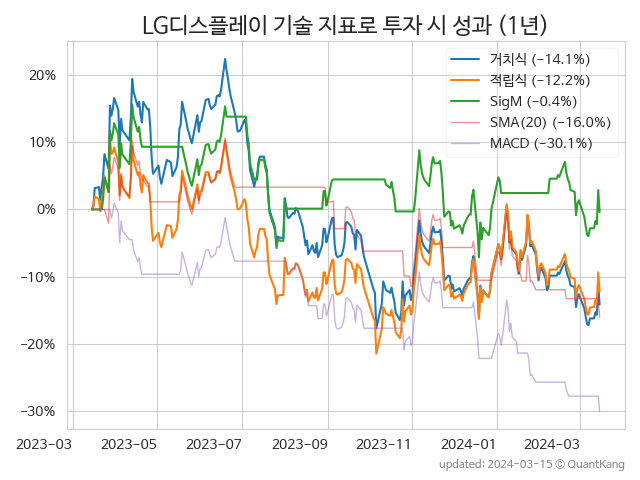 LG디스플레이 기술 지표로 투자 시 성과 (1년)
거치식 (−14.1%)
적립식 (−12.2%)
SigM (−0.4%)
SMA(20) (−16.0%)
MACD (−30.1%)
20%
10%
0%
−10%
−20%
−30%
2023-03 2023-05 2023-07 2023-09 2023-11 2024-01 2024-03
updated: 2024-03-15 © QuantKang